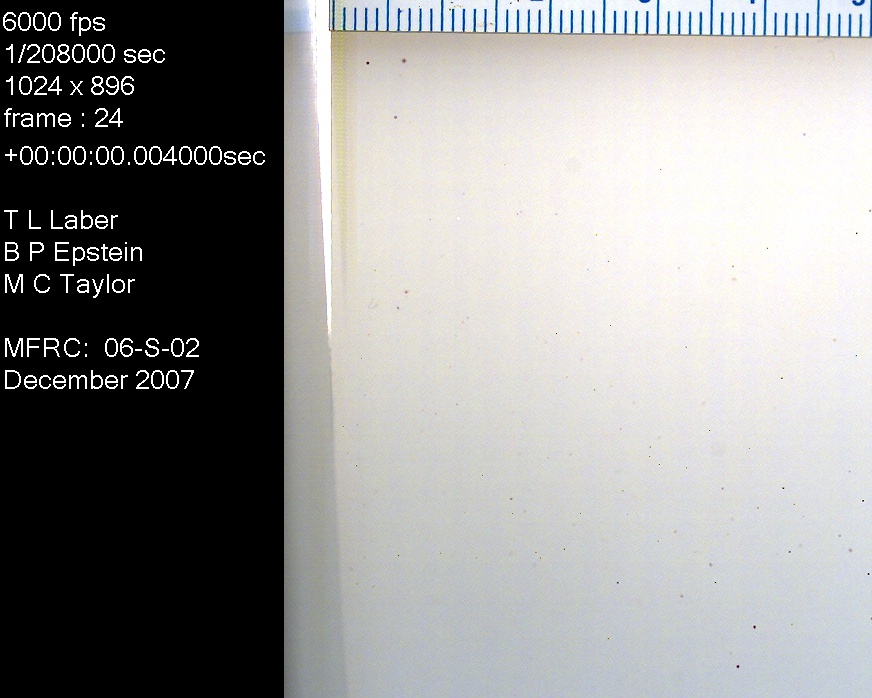 6000 fps
1/208000 sec
1024 x 896
frame : 24
+00:00:00.004000sec
T L Laber
B P Epstein
M C Taylor
MFRC: 06-S-02
December 2007